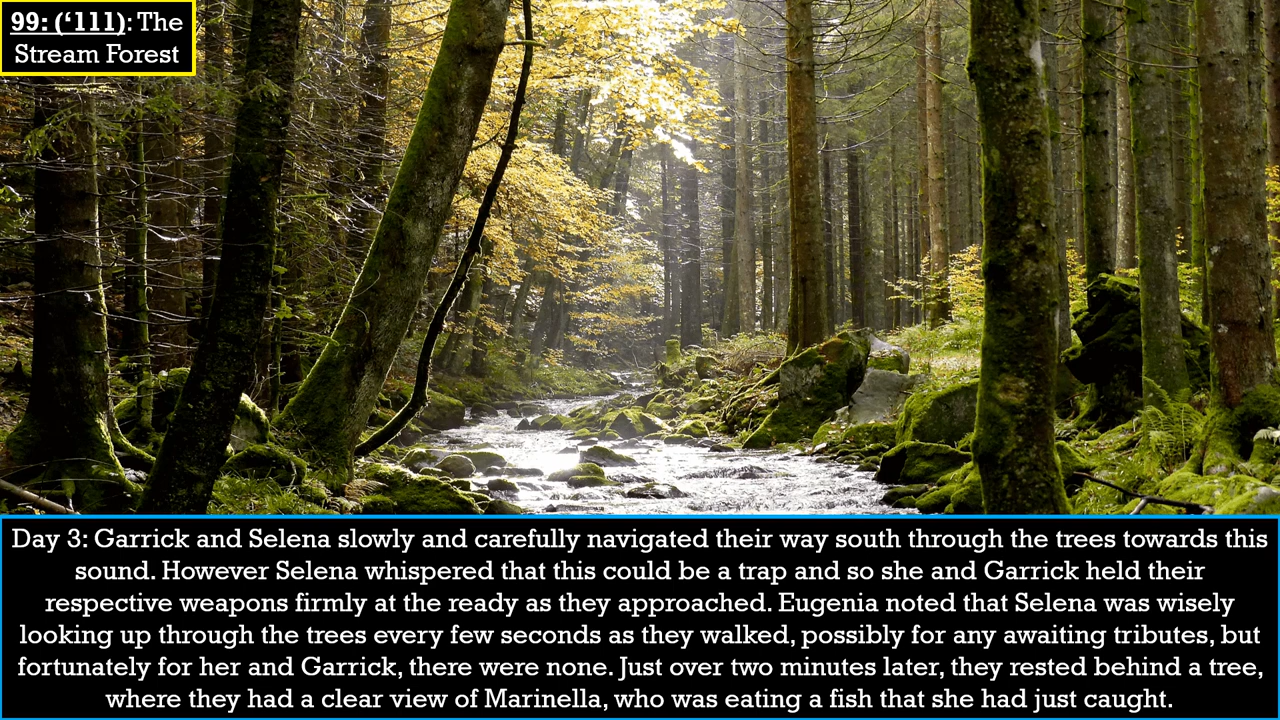 99: (‘111): The
Stream Forest
Day 3: Garrick and Selena slowly and carefully navigated their way south through the trees towards this
sound. However Selena whispered that this could be a trap and so she and Garrick held their
respective weapons firmly at the ready as they approached. Eugenia noted that Selena was wisely
looking up through the trees every few seconds as they walked, possibly for any awaiting tributes, but
fortunately for her and Garrick, there were none. Just over two minutes later, they rested behind a tree,
where they had a clear view of Marinella, who was eating a fish that she had just caught.